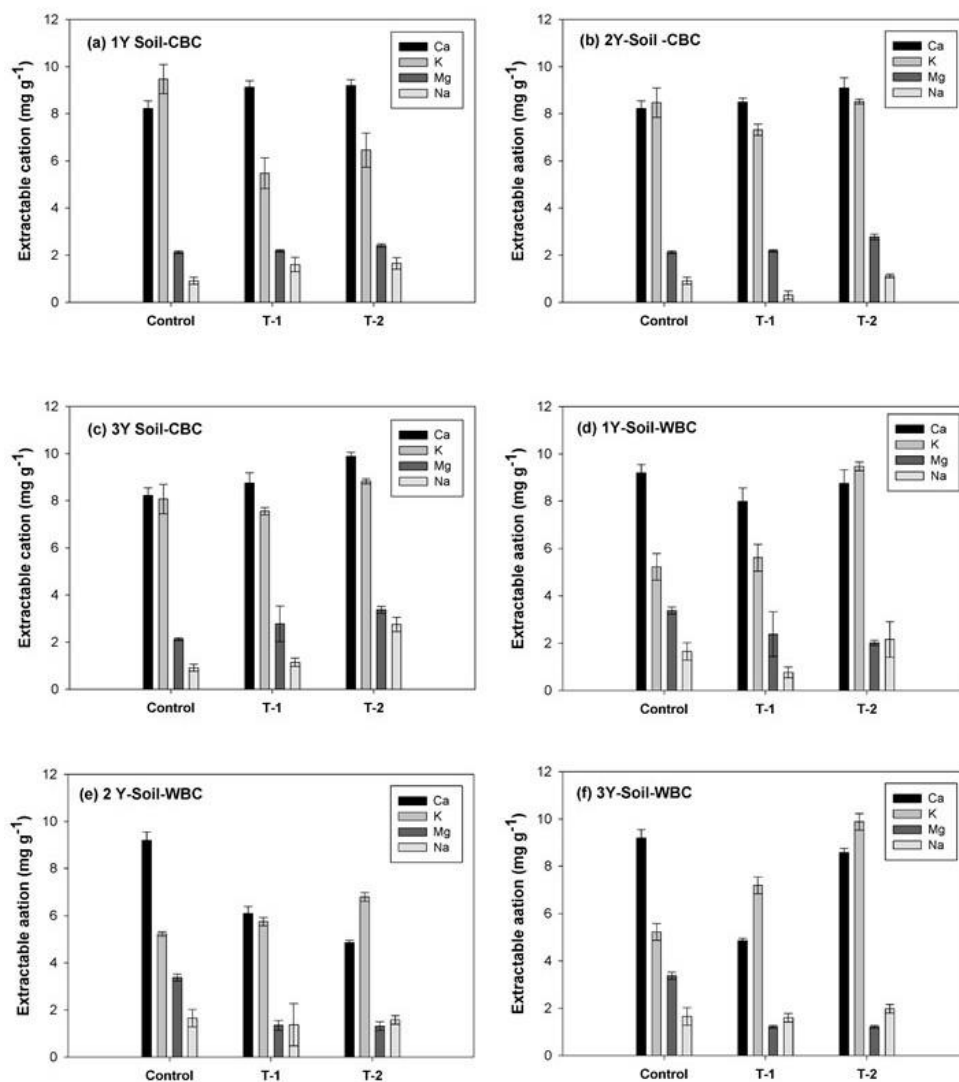 (a) 1Y Soil-CBC
Ca
K
Mg
Na
Extractable cation (mg g⁻¹)
12
10
8
6
4
2
0
Control T-1 T-2
(b) 2Y-Soil -CBC
Ca
K
Mg
Na
Extractable aation (mg g⁻¹)
12
10
8
6
4
2
0
Control T-1 T-2
(c) 3Y Soil-CBC
Ca
K
Mg
Na
Extractable cation (mg g⁻¹)
12
10
8
6
4
2
0
Control T-1 T-2
(d) 1Y-Soil-WBC
Ca
K
Mg
Na
Extractable aation (mg g⁻¹)
12
10
8
6
4
2
0
Control T-1 T-2
(e) 2 Y-Soil-WBC
Ca
K
Mg
Na
Extractable aation (mg g⁻¹)
12
10
8
6
4
2
0
Control T-1 T-2
(f) 3Y-Soil-WBC
Ca
K
Mg
Na
Extractable aation (mg g⁻¹)
12
10
8
6
4
2
0
Control T-1 T-2